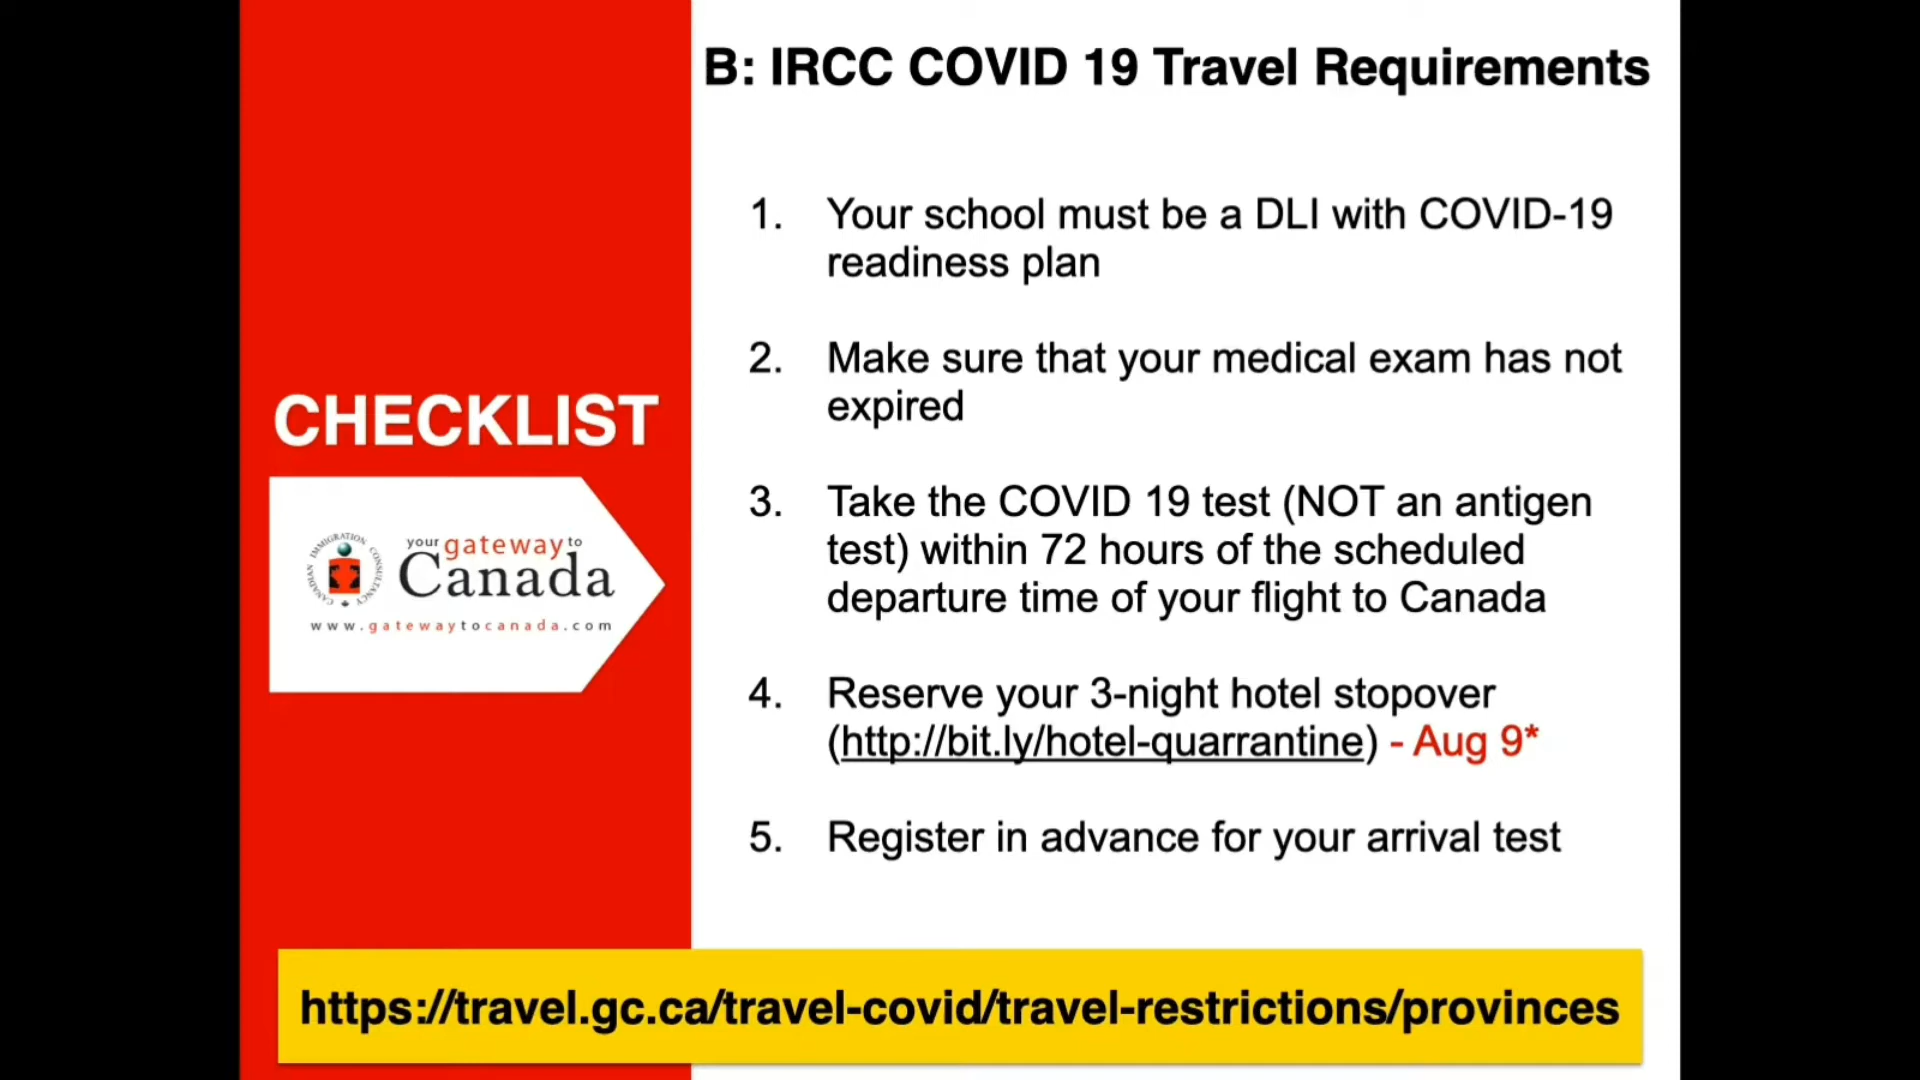 B: IRCC COVID 19 Travel Requirements
1. Your school must be a DLI with COVID-19
readiness plan
2. Make sure that your medical exam has not
expired
3. Take the COVID 19 test (NOT an antigen
test) within 72 hours of the scheduled
departure time of your flight to Canada
4. Reserve your 3-night hotel stopover
(http://bit.ly/hotel-quarrantine) - Aug 9*
5. Register in advance for your arrival test
CHECKLIST
CANADIAN IMMIGRATION CONSULTANCY
your gateway to
Canada
www.gatewaytocanada.com
https://travel.gc.ca/travel-covid/travel-restrictions/provinces